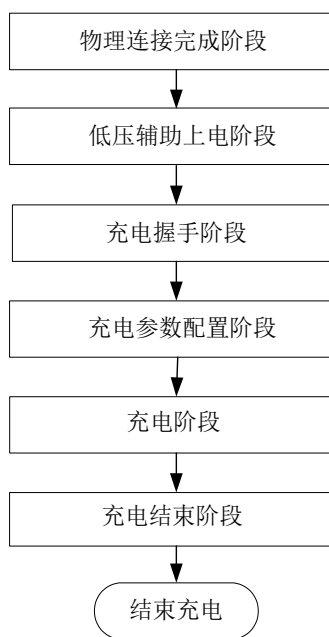 物理连接完成阶段
低压辅助上电阶段
充电握手阶段
充电参数配置阶段
充电阶段
充电结束阶段
结束充电